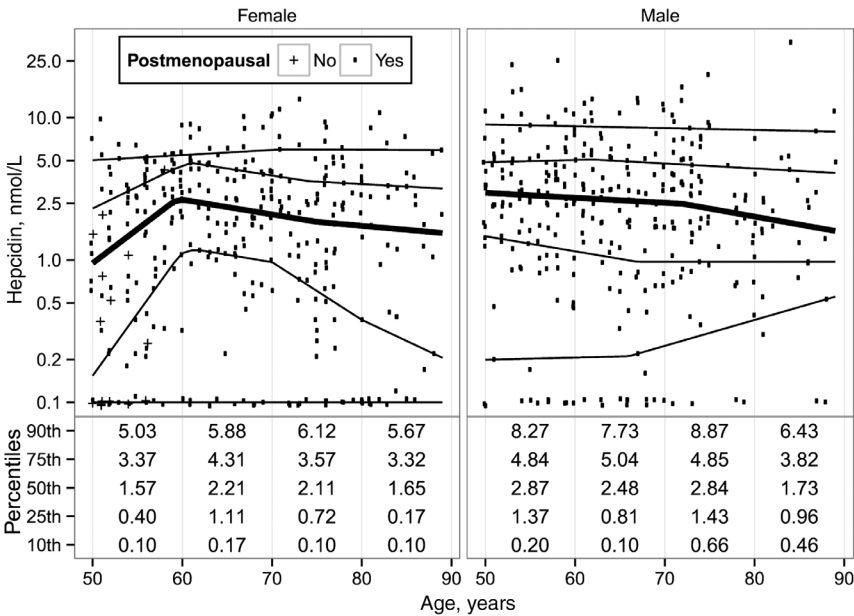 Female Male
Postmenopausal + No Yes
25.0
10.0
5.0
2.5
1.0
0.5
0.2
0.1
Hepcidin, nmol/L
90th 5.03 5.88 6.12 5.67 8.27 7.73 8.87 6.43
75th 3.37 4.31 3.57 3.32 4.84 5.04 4.85 3.82
50th 1.57 2.21 2.11 1.65 2.87 2.48 2.84 1.73
25th 0.40 1.11 0.72 0.17 1.37 0.81 1.43 0.96
10th 0.10 0.17 0.10 0.10 0.20 0.10 0.66 0.46
Percentiles
50 60 70 80 90 50 60 70 80 90
Age, years